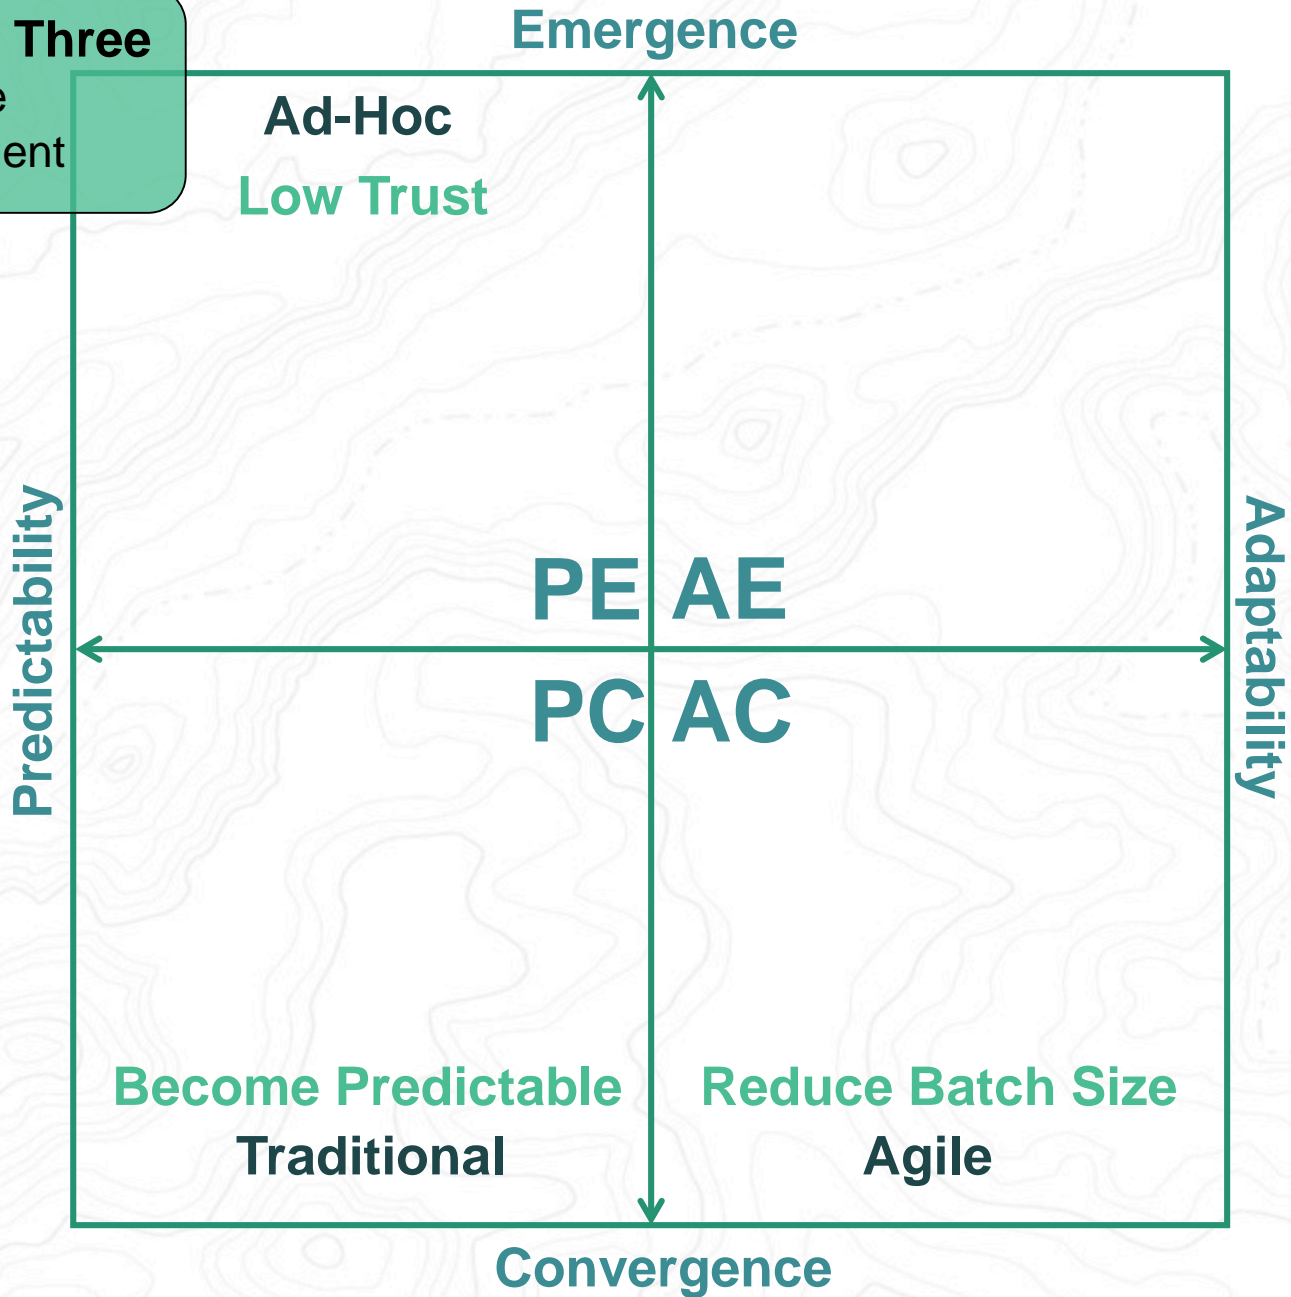 Three
Emergence
Ad-Hoc
Low Trust
Predictability
PE AE
PC AC
Adaptability
Become Predictable
Traditional
Reduce Batch Size
Agile
Convergence